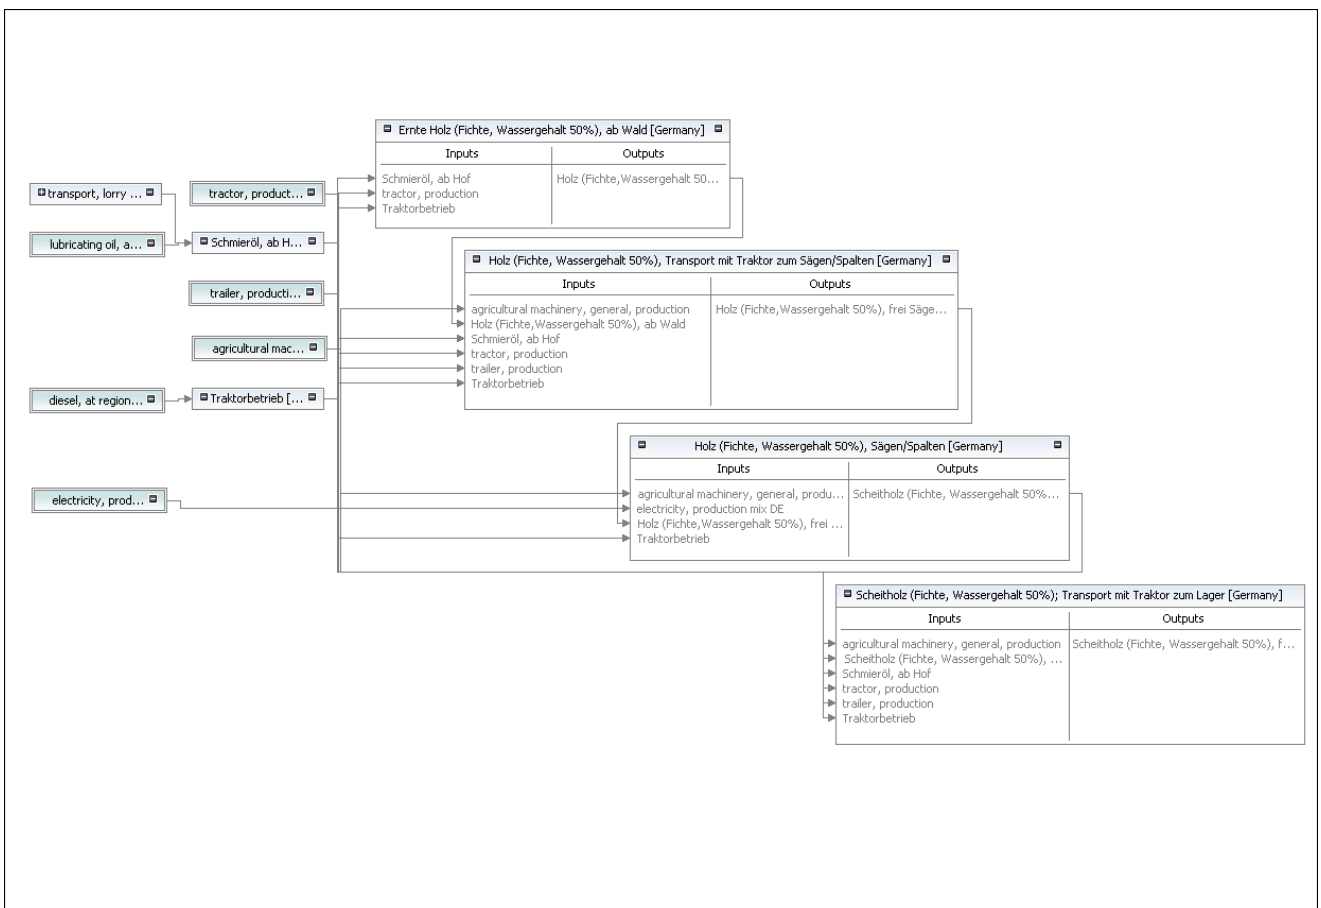 Ernte Holz (Fichte, Wassergehalt 50%), ab Wald [Germany]
Inputs
Outputs
Schmieröl, ab Hof
tractor, production
Traktorbetrieb
Holz (Fichte,Wassergehalt 50...
transport, lorry ...
tractor, product...
lubricating oil, a...
Schmieröl, ab H...
trailer, producti...
agricultural mac...
diesel, at region...
Traktorbetrieb [...
electricity, prod...
Holz (Fichte, Wassergehalt 50%), Transport mit Traktor zum Sägen/Spalten [Germany]
Inputs
Outputs
agricultural machinery, general, production
Holz (Fichte,Wassergehalt 50%), ab Wald
Schmieröl, ab Hof
tractor, production
trailer, production
Traktorbetrieb
Holz (Fichte,Wassergehalt 50%), frei Säge...
Holz (Fichte, Wassergehalt 50%), Sägen/Spalten [Germany]
Inputs
Outputs
agricultural machinery, general, produ...
electricity, production mix DE
Holz (Fichte,Wassergehalt 50%), frei ...
Traktorbetrieb
Scheitholz (Fichte, Wassergehalt 50%...
Scheitholz (Fichte, Wassergehalt 50%); Transport mit Traktor zum Lager [Germany]
Inputs
Outputs
agricultural machinery, general, production
Scheitholz (Fichte, Wassergehalt 50%), ...
Schmieröl, ab Hof
tractor, production
trailer, production
Traktorbetrieb
Scheitholz (Fichte, Wassergehalt 50%), f...